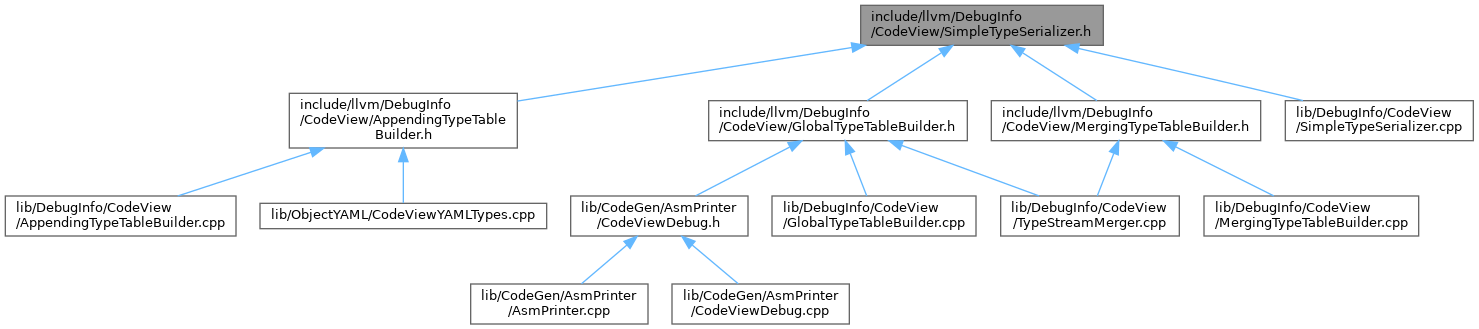 include/llvm/DebugInfo
/CodeView/SimpleTypeSerializer.h
include/llvm/DebugInfo
/CodeView/AppendingTypeTable
Builder.h
include/llvm/DebugInfo
/CodeView/GlobalTypeTableBuilder.h
include/llvm/DebugInfo
/CodeView/MergingTypeTableBuilder.h
lib/DebugInfo/CodeView
/SimpleTypeSerializer.cpp
lib/DebugInfo/CodeView
/AppendingTypeTableBuilder.cpp
lib/ObjectYAML/CodeViewYAMLTypes.cpp
lib/CodeGen/AsmPrinter
/CodeViewDebug.h
lib/DebugInfo/CodeView
/GlobalTypeTableBuilder.cpp
lib/DebugInfo/CodeView
/TypeStreamMerger.cpp
lib/DebugInfo/CodeView
/MergingTypeTableBuilder.cpp
lib/CodeGen/AsmPrinter
/AsmPrinter.cpp
lib/CodeGen/AsmPrinter
/CodeViewDebug.cpp